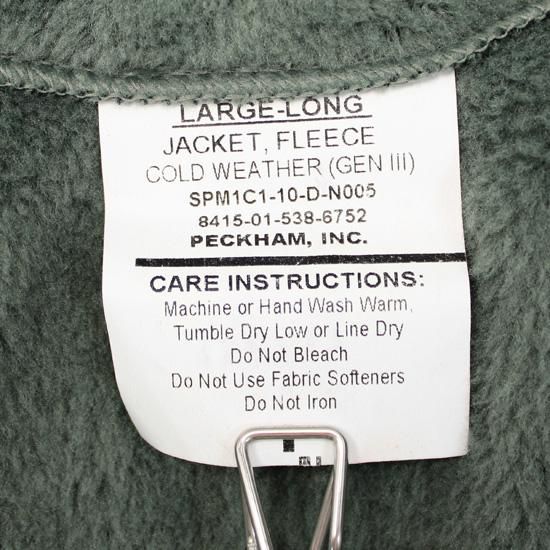 LARGE-LONG
JACKET, FLEECE
COLD WEATHER (GEN III)
SPM1C1-10-D-N005
8415-01-538-6752
PECKHAM, INC.
CARE INSTRUCTIONS:
Machine or Hand Wash Warm,
Tumble Dry Low or Line Dry
Do Not Bleach
Do Not Use Fabric Softeners
Do Not Iron